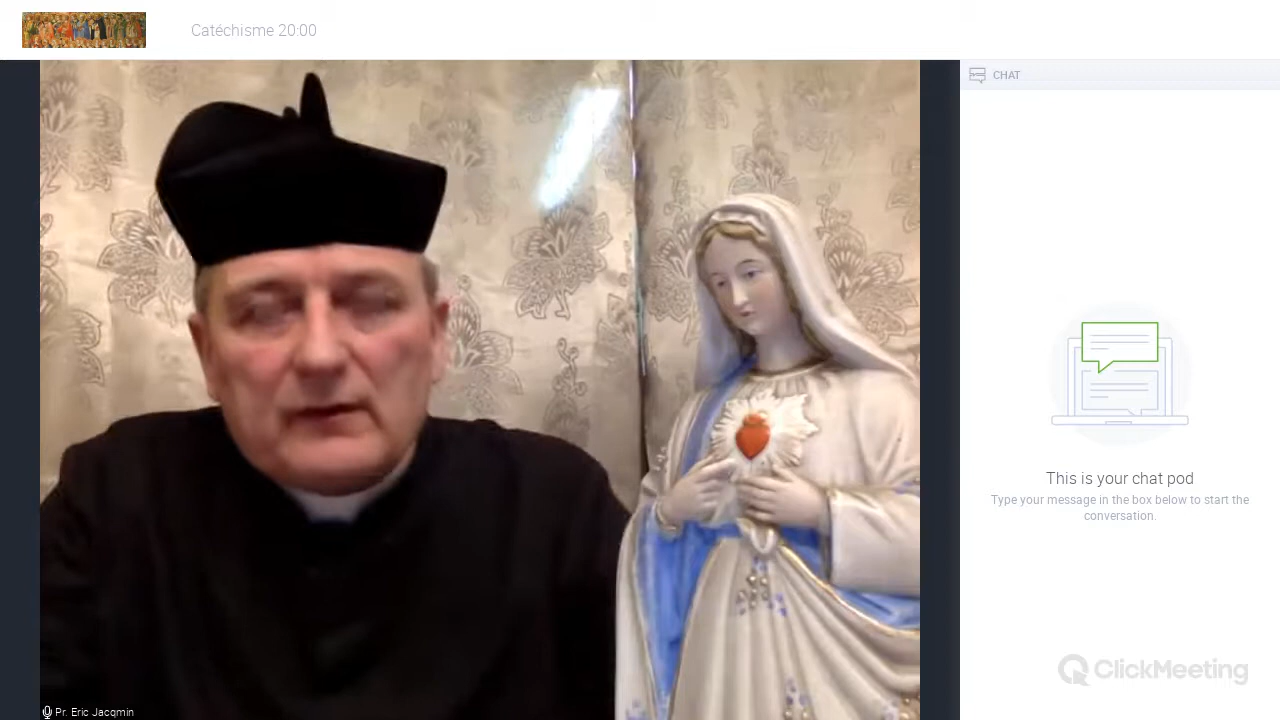 Catéchisme 20:00
CHAT
This is your chat pod
Type your message in the box below to start the
conversation.
ClickMeeting
Pr. Eric Jacqmin